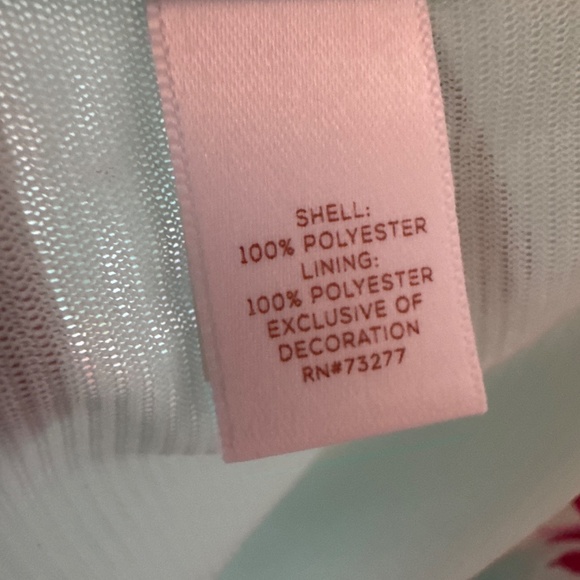 SHELL:
100% POLYESTER
LINING:
100% POLYESTER
EXCLUSIVE OF
DECORATION
RN#73277